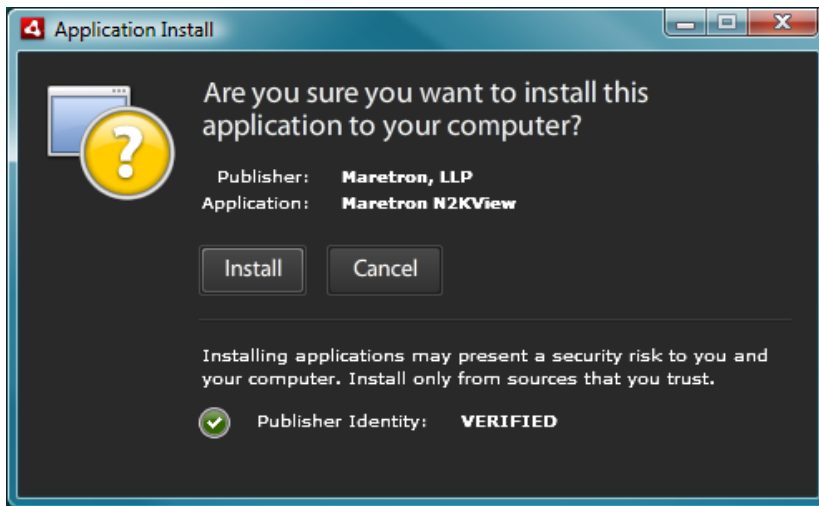 Application Install
Are you sure you want to install this
application to your computer?
Publisher: Maretron, LLP
Application: Maretron N2KView
Install Cancel
Installing applications may present a security risk to you and
your computer. Install only from sources that you trust.
Publisher Identity: VERIFIED